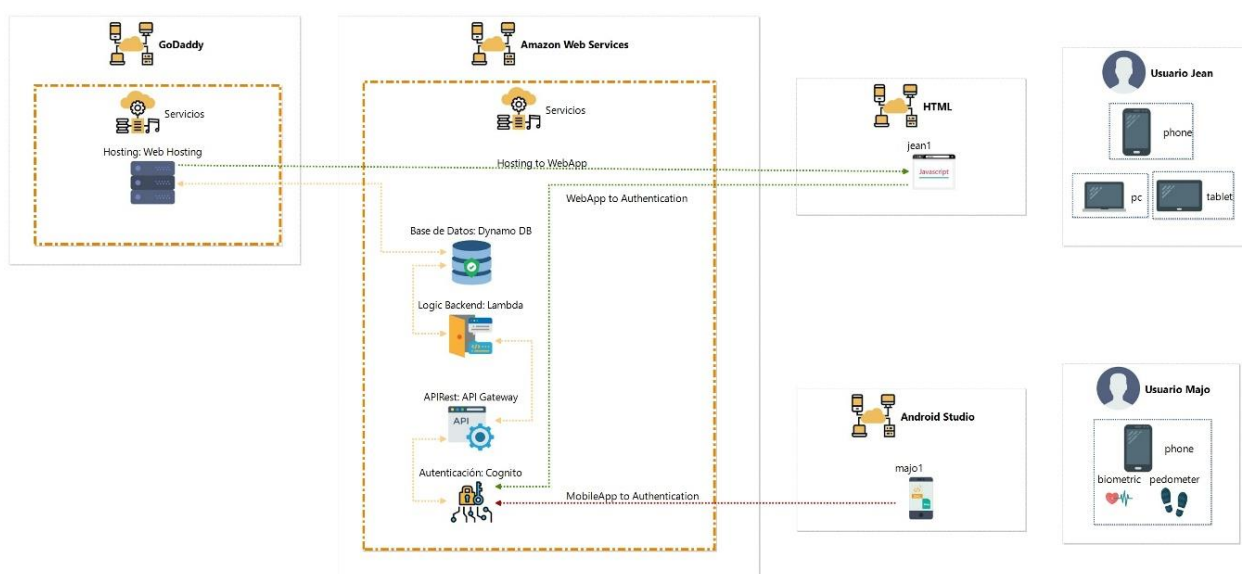 GoDaddy
Servicios
Hosting: Web Hosting
Amazon Web Services
Servicios
Hosting to WebApp
WebApp to Authentication
Base de Datos: Dynamo DB
Logic Backend: Lambda
APIRest: API Gateway
API
Autenticación: Cognito
MobileApp to Authentication
HTML
jean1
Javascript
Android Studio
majo1
Usuario Jean
phone
pc
tablet
Usuario Majo
phone
biometric
pedometer